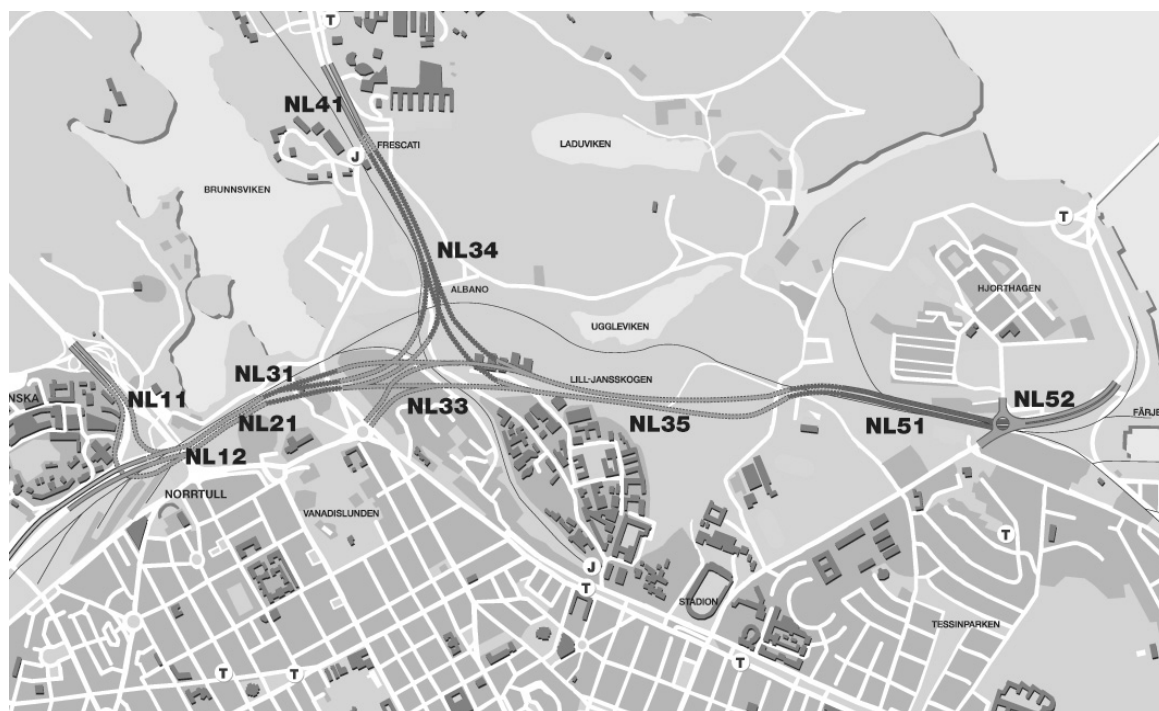 T
NL41
FRESCATI
J
LADUVIKEN
BRUNNSVIKEN
T
NL34
ALBANO
HJORTHAGEN
UGGLEVIKEN
NL31
LILL-JANSSKOGEN
NSKA
NL11
NL33
NL52
NL21
NL35
NL51
FÄRJE
NL12
NORRTULL
VANADISLUNDEN
T
J
T
STADION
TESSINPARKEN
T
T
T